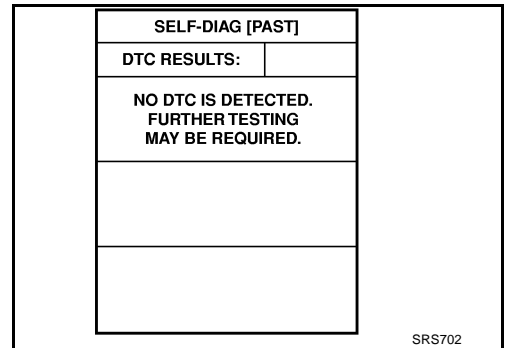 SELF-DIAG [PAST]
DTC RESULTS:
NO DTC IS DETECTED.
FURTHER TESTING
MAY BE REQUIRED.
SRS702